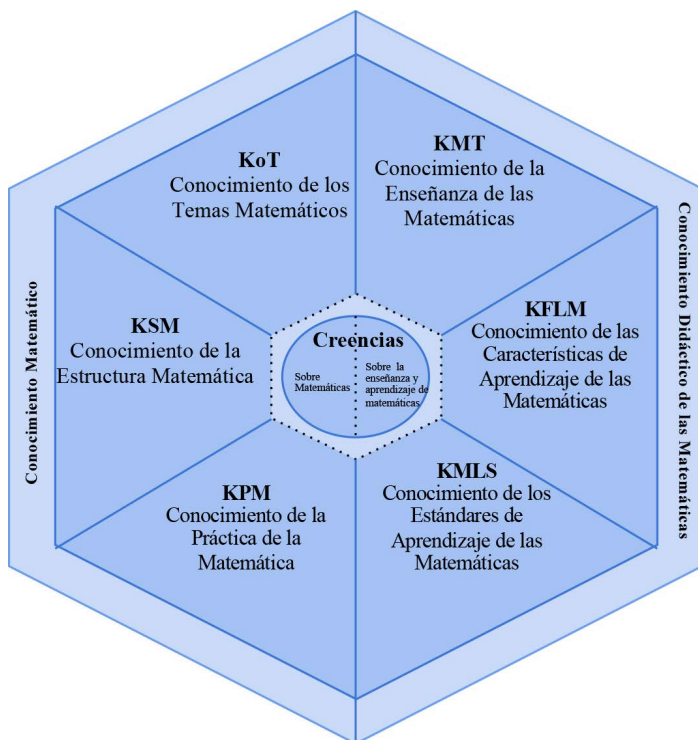 KoT
Conocimiento de los
Temas Matemáticos
KMT
Conocimiento de la
Enseñanza de las
Matemáticas
Conocimiento Matemático
KSM
Conocimiento de la
Estructura Matemática
Creencias
Sobre
Matemáticas
Sobre la
enseñanza y
aprendizaje de
matemáticas
KFLM
Conocimiento de las
Características de
Aprendizaje de las
Matemáticas
Conocimiento Didáctico de las Matemáticas
KPM
Conocimiento de la
Práctica de la
Matemática
KMLS
Conocimiento de los
Estándares de
Aprendizaje de las
Matemáticas